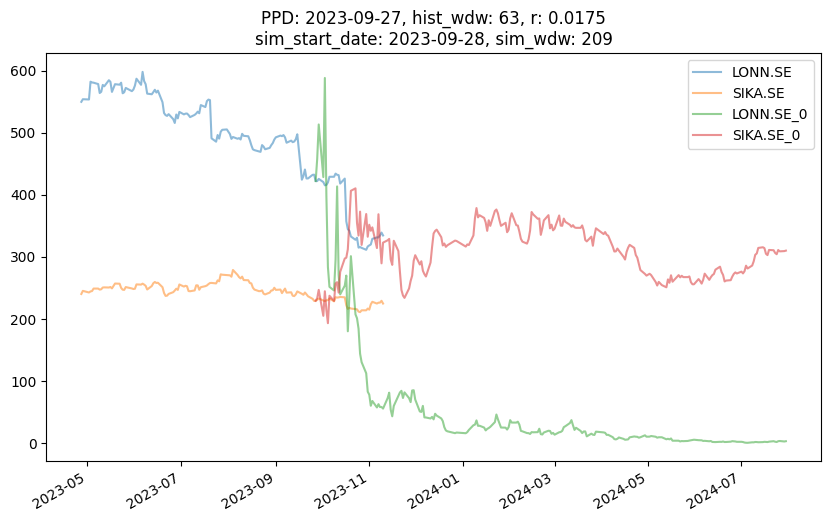 PPD: 2023-09-27, hist_wdw: 63, r: 0.0175
sim_start_date: 2023-09-28, sim_wdw: 209
600
500
400
300
200
100
0
LONN.SE
SIKA.SE
LONN.SE_0
SIKA.SE_0
2023-05
2023-07
2023-09
2023-11
2024-01
2024-03
2024-05
2024-07